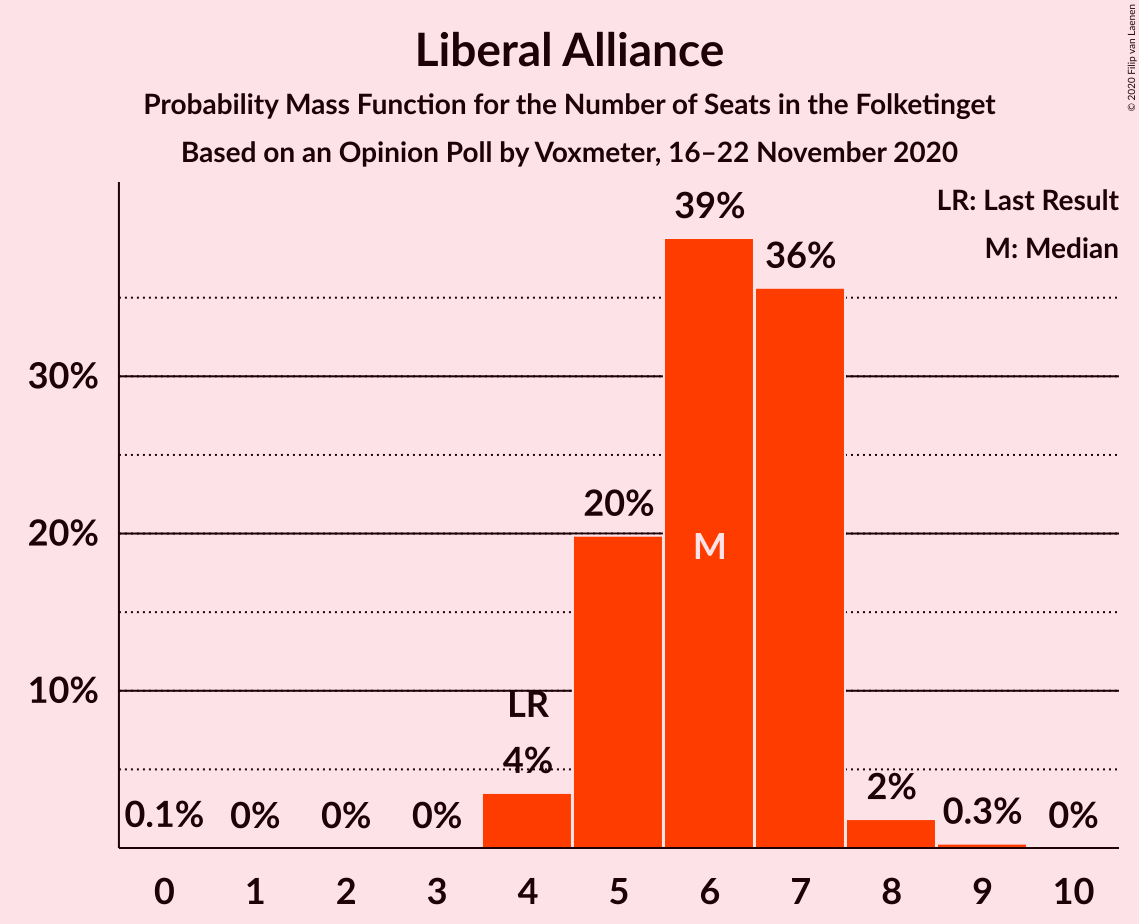 Liberal Alliance
Probability Mass Function for the Number of Seats in the Folketinget
Based on an Opinion Poll by Voxmeter, 16–22 November 2020
© 2020 Filip van Laenen
LR: Last Result
M: Median
39%
36%
30%
20%
20%
M
10%
LR
4%
2%
0.1%
0%
0%
0%
0.3%
0%
0 1 2 3 4 5 6 7 8 9 10